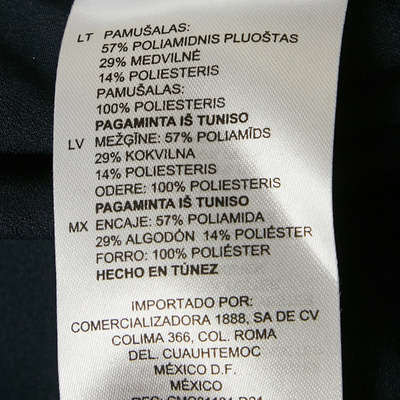 LT PAMUŠALAS:
57% POLIAMIDNIS PLUOŠTAS
29% MEDVILNĖ
14% POLIESTERIS
PAMUŠALAS:
100% POLIESTERIS
PAGAMINTA IŠ TUNISO
LV MEŽĢĪNE: 57% POLIAMĪDS
29% KOKVILNA
14% POLIESTERIS
ODERE: 100% POLIESTERIS
PAGAMINTA IŠ TUNISO
MX ENCAJE: 57% POLIAMIDA
29% ALGODÓN 14% POLIÉSTER
FORRO: 100% POLIÉSTER
HECHO EN TÚNEZ
IMPORTADO POR:
COMERCIALIZADORA 1888, SA DE CV
COLIMA 366, COL. ROMA
DEL. CUAUHTEMOC
MÉXICO D.F.
MÉXICO